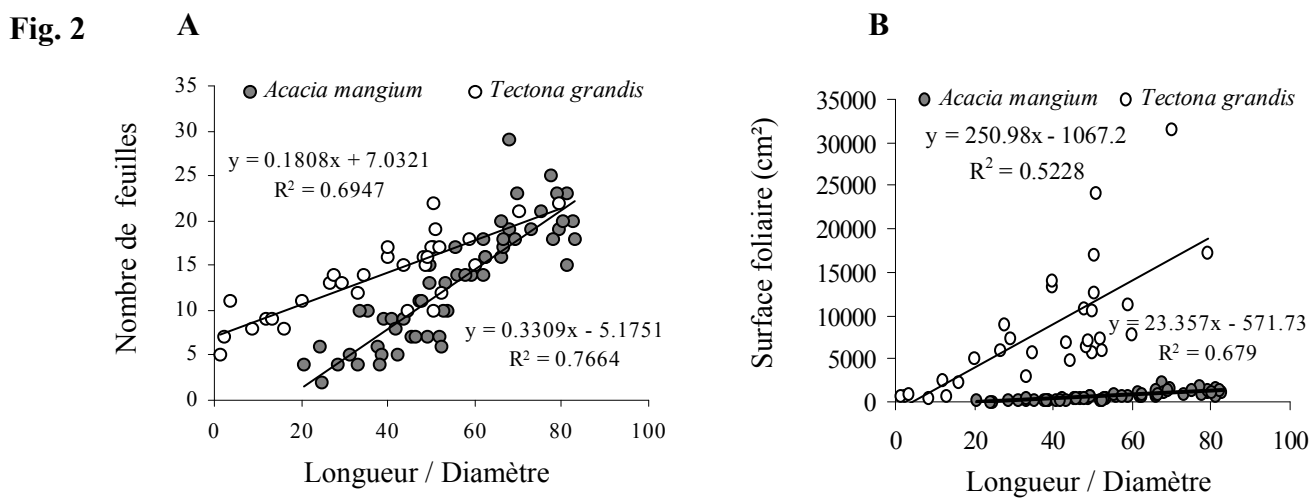 Fig. 2
A
Nombre de feuilles
35
30
25
20
15
10
5
0
Acacia mangium
Tectona grandis
y = 0.1808x + 7.0321
R² = 0.6947
y = 0.3309x - 5.1751
R² = 0.7664
0 20 40 60 80 100
Longueur / Diamètre
B
Surface foliaire (cm²)
35000
30000
25000
20000
15000
10000
5000
0
Acacia mangium
Tectona grandis
y = 250.98x - 1067.2
R² = 0.5228
y = 23.357x - 571.73
R² = 0.679
0 20 40 60 80 100
Longueur / Diamètre